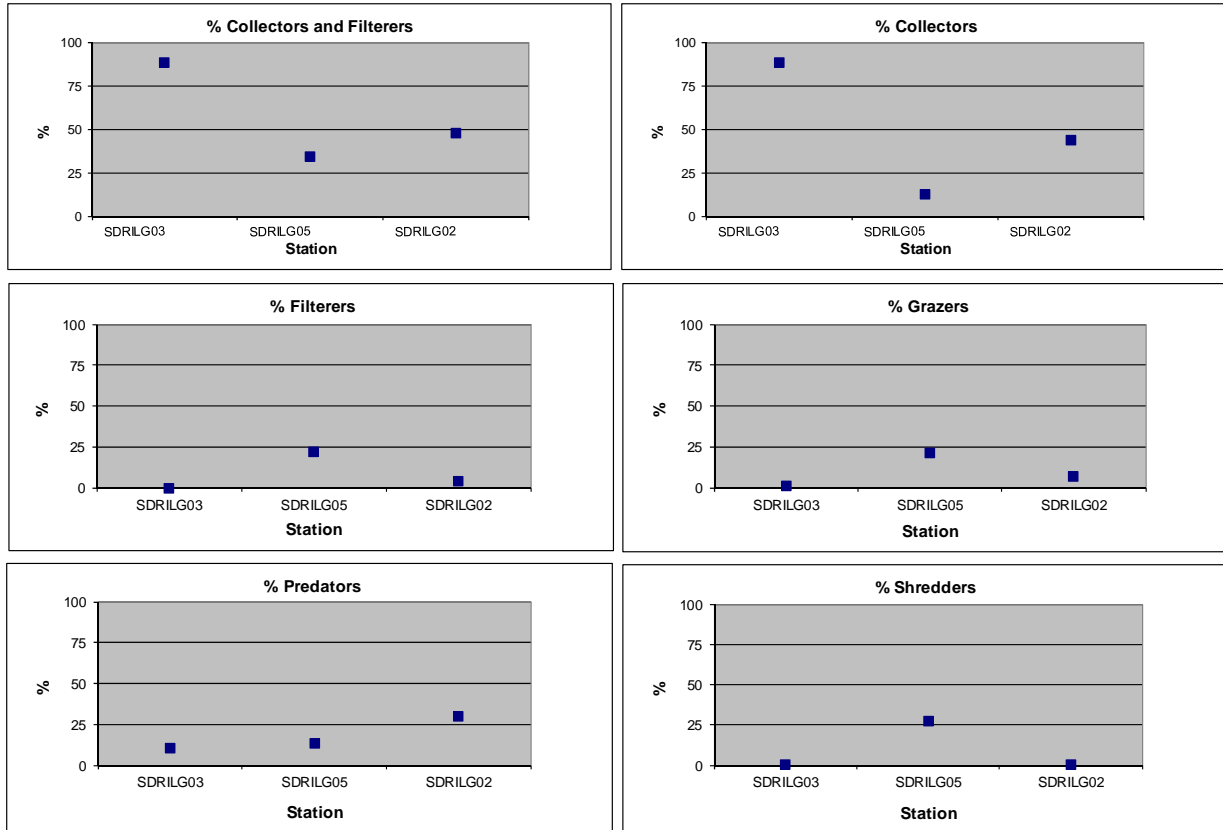 % Collectors and Filterers
100
75
50
25
0
%
SDRILG03 SDRILG05 SDRILG02
Station
% Collectors
100
75
50
25
0
%
SDRILG03 SDRILG05 SDRILG02
Station
% Filterers
100
75
50
25
0
%
SDRILG03 SDRILG05 SDRILG02
Station
% Grazers
100
75
50
25
0
%
SDRILG03 SDRILG05 SDRILG02
Station
% Predators
100
75
50
25
0
%
SDRILG03 SDRILG05 SDRILG02
Station
% Shredders
100
75
50
25
0
%
SDRILG03 SDRILG05 SDRILG02
Station